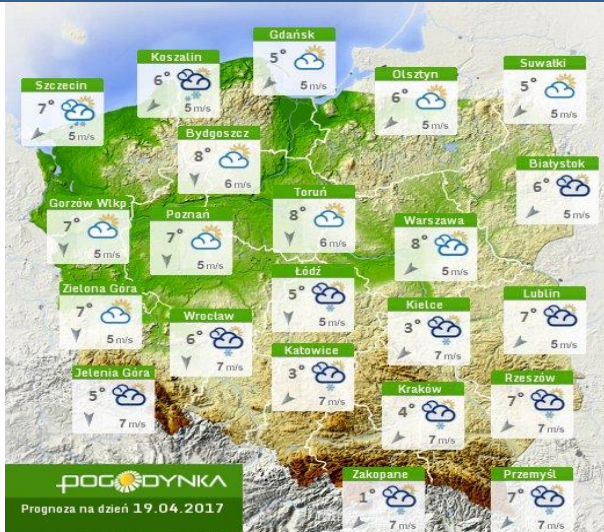 Gdańsk
5°
5 m/s
Koszalin
6°
5 m/s
Szczecin
7°
5 m/s
Olsztyn
6°
5 m/s
Suwałki
5°
5 m/s
Bydgoszcz
8°
6 m/s
Białystok
6°
5 m/s
Gorzów Wlkp
7°
5 m/s
Poznań
7°
5 m/s
Toruń
8°
6 m/s
Warszawa
8°
5 m/s
Zielona Góra
7°
5 m/s
Wrocław
6°
7 m/s
Łódź
5°
5 m/s
Kielce
3°
7 m/s
Lublin
7°
5 m/s
Jelenia Góra
5°
7 m/s
Katowice
3°
7 m/s
Kraków
4°
7 m/s
Rzeszów
7°
7 m/s
Zakopane
1°
7 m/s
Przemyśl
7°
7 m/s
POGODYNKA
Prognoza na dzień 19.04.2017